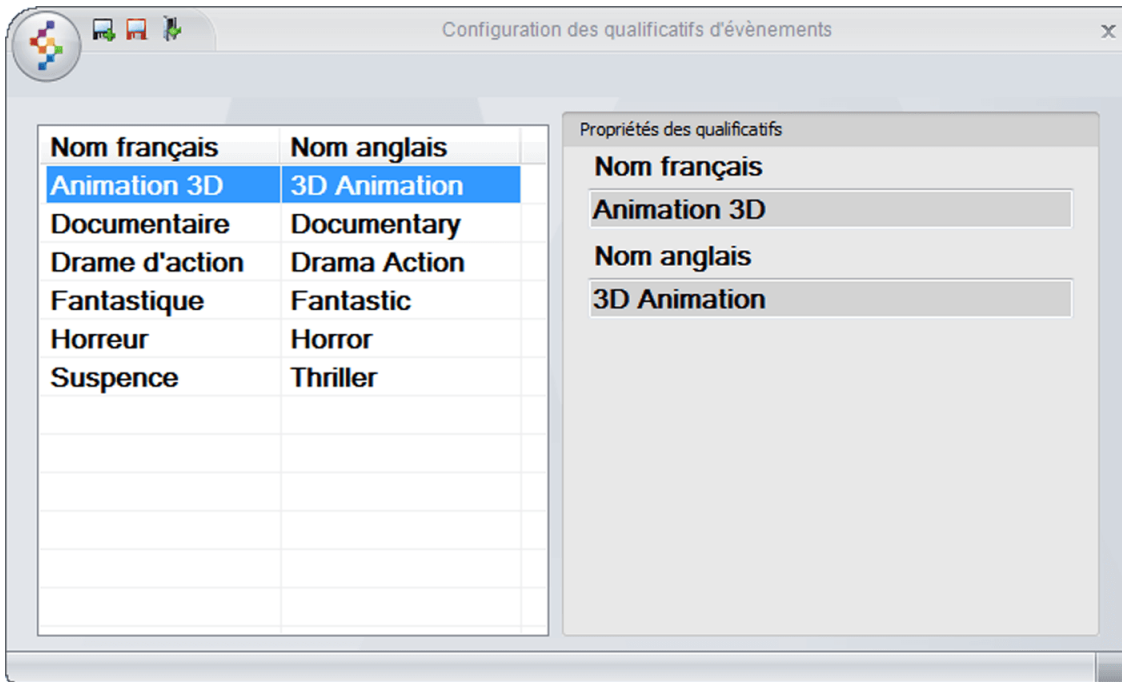 Configuration des qualificatifs d'évènements
Nom français Nom anglais
Animation 3D 3D Animation
Documentaire Documentary
Drame d'action Drama Action
Fantastique Fantastic
Horreur Horror
Suspence Thriller
Propriétés des qualificatifs
Nom français
Animation 3D
Nom anglais
3D Animation